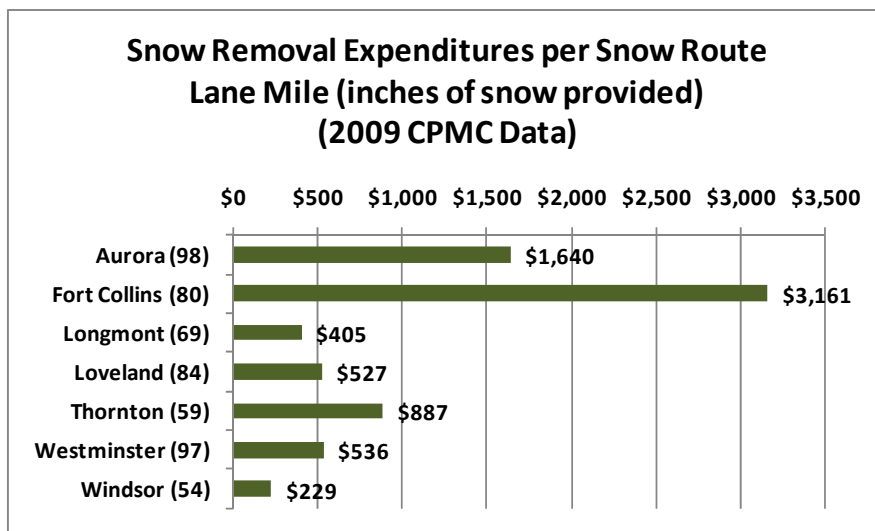 Snow Removal Expenditures per Snow Route
Lane Mile (inches of snow provided)
(2009 CPMC Data)
$0 $500 $1,000 $1,500 $2,000 $2,500 $3,000 $3,500
Aurora (98) $1,640
Fort Collins (80) $3,161
Longmont (69) $405
Loveland (84) $527
Thornton (59) $887
Westminster (97) $536
Windsor (54) $229